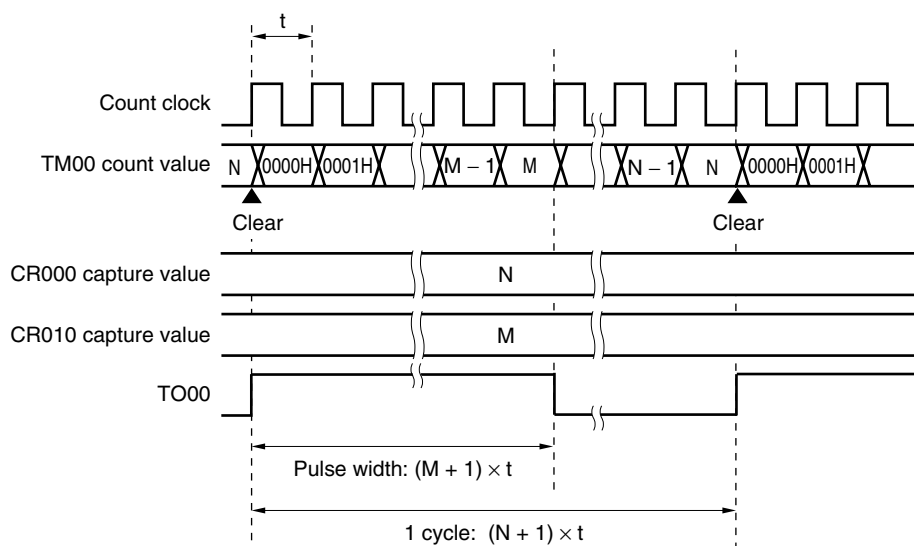 t
Count clock
TM00 count value
N 0000H 0001H M – 1 M N – 1 N 0000H 0001H
Clear Clear
CR000 capture value
N
CR010 capture value
M
TO00
Pulse width: (M + 1) × t
1 cycle: (N + 1) × t